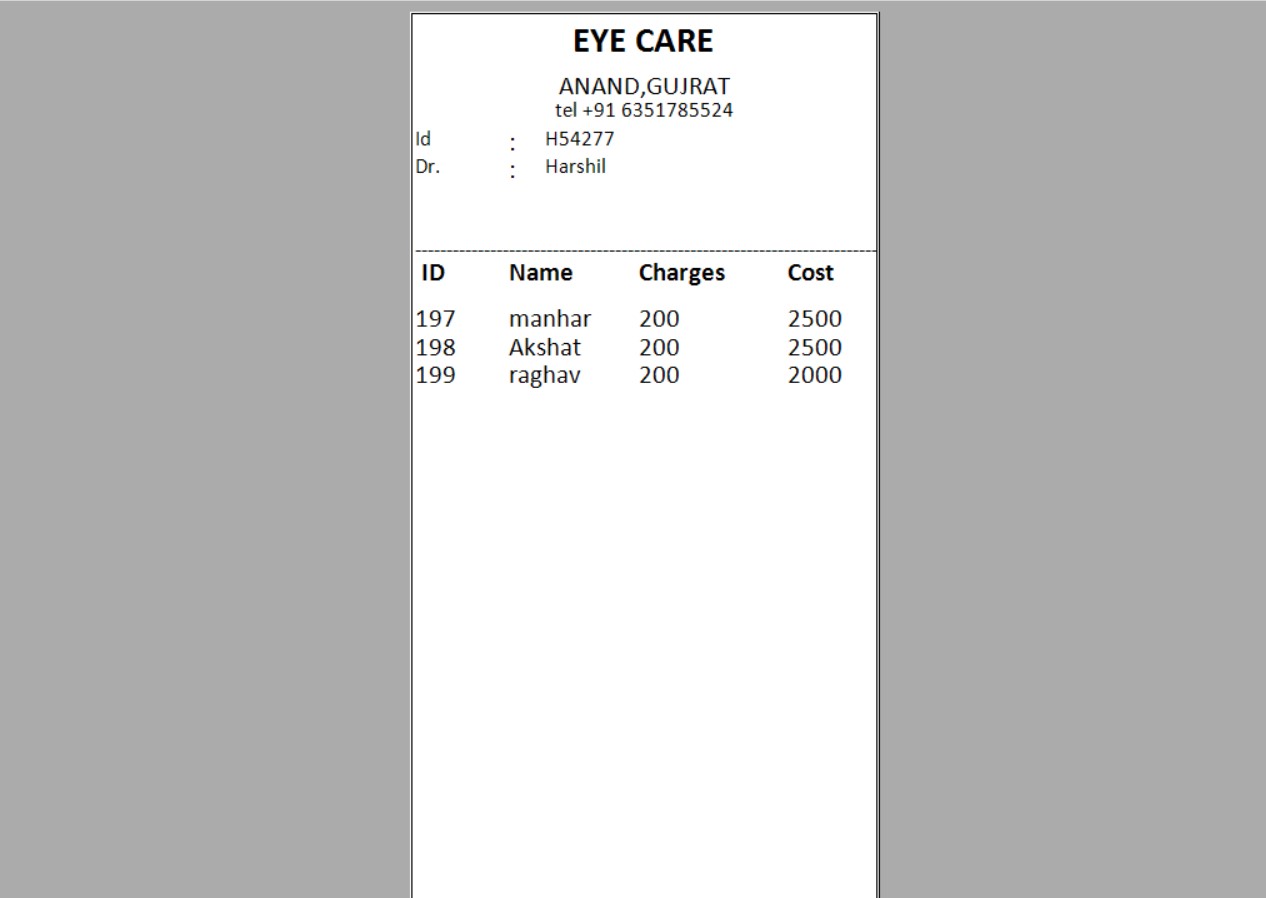 EYE CARE
ANAND,GUJRAT
tel +91 6351785524
Id : H54277
Dr. : Harshil
--------------------------------------------------------------------------------
ID Name Charges Cost
197 manhar 200 2500
198 Akshat 200 2500
199 raghav 200 2000